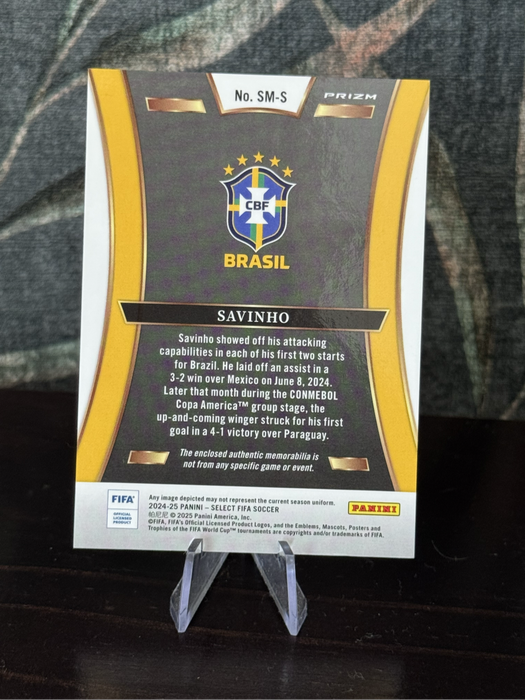 No. SM-S
PRIZM
CBF
BRASIL
SAVINHO
Savinho showed off his attacking
capabilities in each of his first two starts
for Brazil. He laid off an assist in a
3-2 win over Mexico on June 8, 2024.
Later that month during the CONMEBOL
Copa America™ group stage, the
up-and-coming winger struck for his first
goal in a 4-1 victory over Paraguay.
The enclosed authentic memorabilia is
not from any specific game or event.
FIFA®
OFFICIAL
LICENSED
PRODUCT
Any image depicted may not represent the current season uniform.
2024-25 PANINI – SELECT FIFA SOCCER
帕尼尼 © 2025 Panini America, Inc.
©FIFA, FIFA's Official Licensed Product Logos, and the Emblems, Mascots, Posters and
Trophies of the FIFA World Cup™ tournaments are copyrights and/or trademarks of FIFA.
PANINI